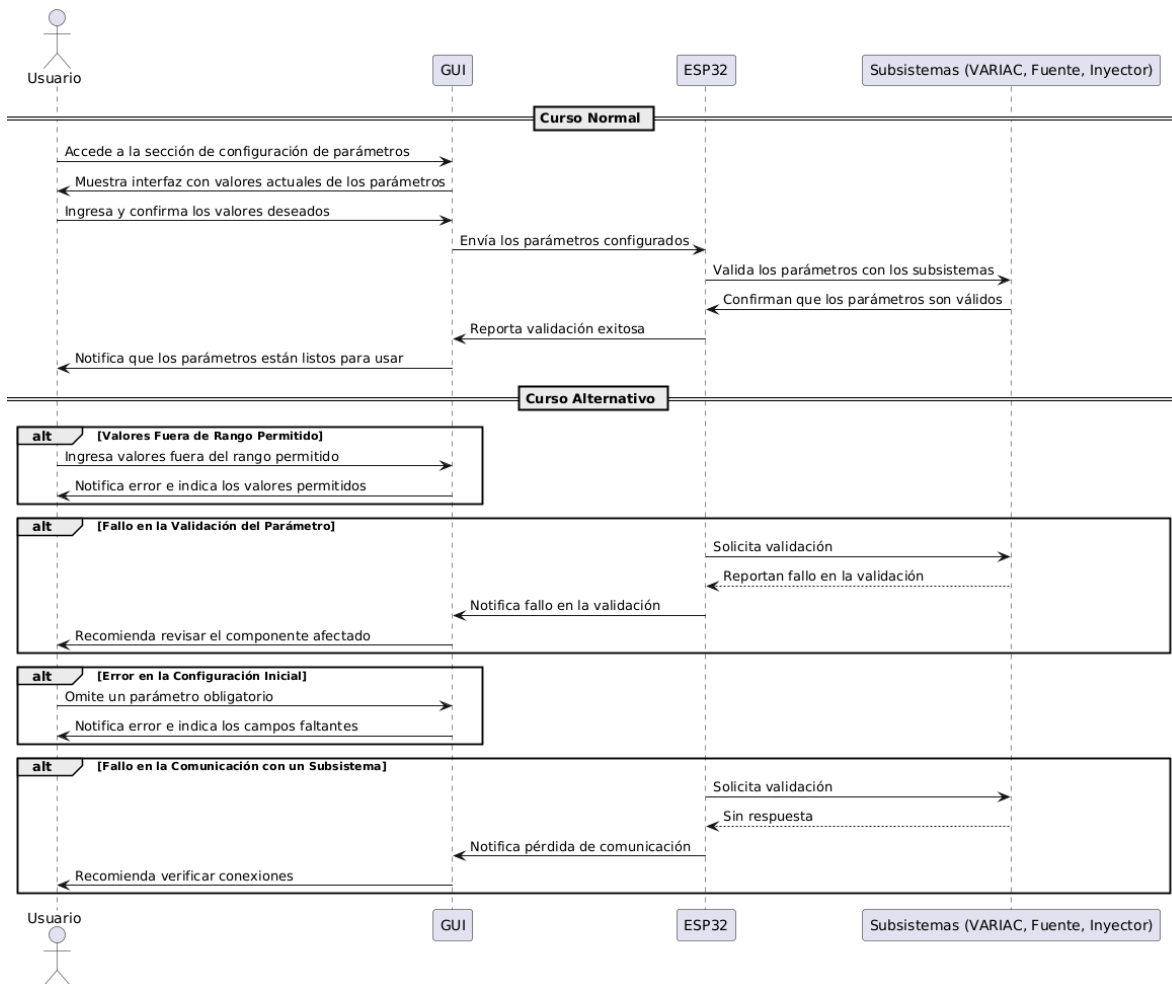 Usuario
GUI
ESP32
Subsistemas (VARIAC, Fuente, Inyector)
Curso Normal
Accede a la sección de configuración de parámetros
Muestra interfaz con valores actuales de los parámetros
Ingresa y confirma los valores deseados
Envía los parámetros configurados
Valida los parámetros con los subsistemas
Confirman que los parámetros son válidos
Reporta validación exitosa
Notifica que los parámetros están listos para usar
Curso Alternativo
alt [Valores Fuera de Rango Permitido]
Ingresa valores fuera del rango permitido
Notifica error e indica los valores permitidos
alt [Fallo en la Validación del Parámetro]
Solicita validación
Reportan fallo en la validación
Notifica fallo en la validación
Recomienda revisar el componente afectado
alt [Error en la Configuración Inicial]
Omite un parámetro obligatorio
Notifica error e indica los campos faltantes
alt [Fallo en la Comunicación con un Subsistema]
Solicita validación
Sin respuesta
Notifica pérdida de comunicación
Recomienda verificar conexiones
Usuario
GUI
ESP32
Subsistemas (VARIAC, Fuente, Inyector)